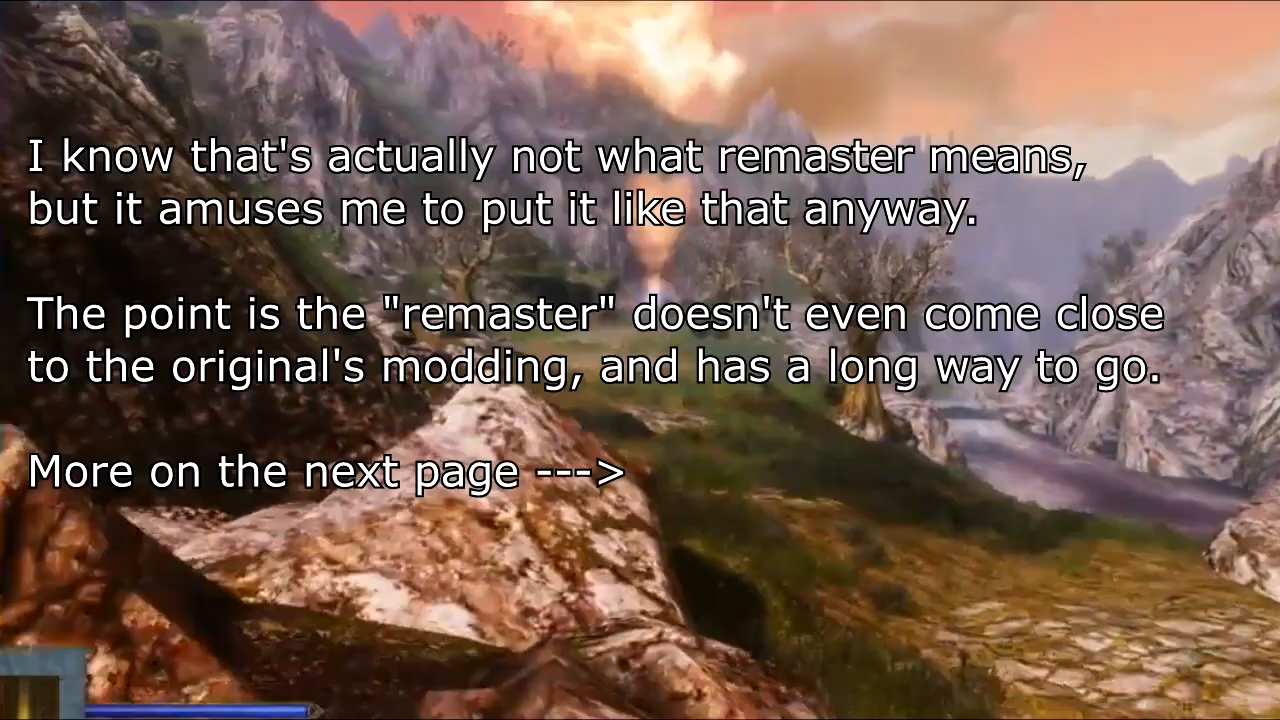 I know that's actually not what remaster means,
but it amuses me to put it like that anyway.
The point is the "remaster" doesn't even come close
to the original's modding, and has a long way to go.
More on the next page --->